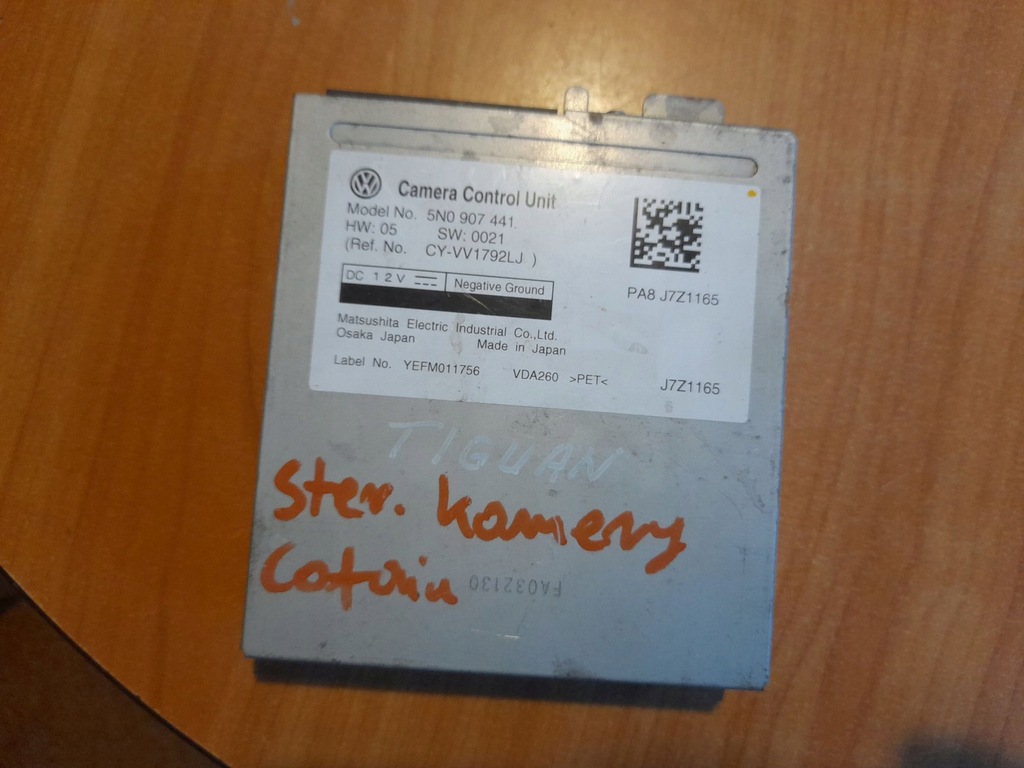 VW
Camera Control Unit
Model No. 5N0 907 441
HW: 05 SW: 0021
(Ref. No. CY-VV1792LJ )
DC 12V Negative Ground
PA8 J7Z1165
Matsushita Electric Industrial Co.,Ltd.
Osaka Japan Made in Japan
Label No. YEFM011756 VDA260 >PET< J7Z1165
TIGUAN
Ster. kamery
Cofania
FA032130